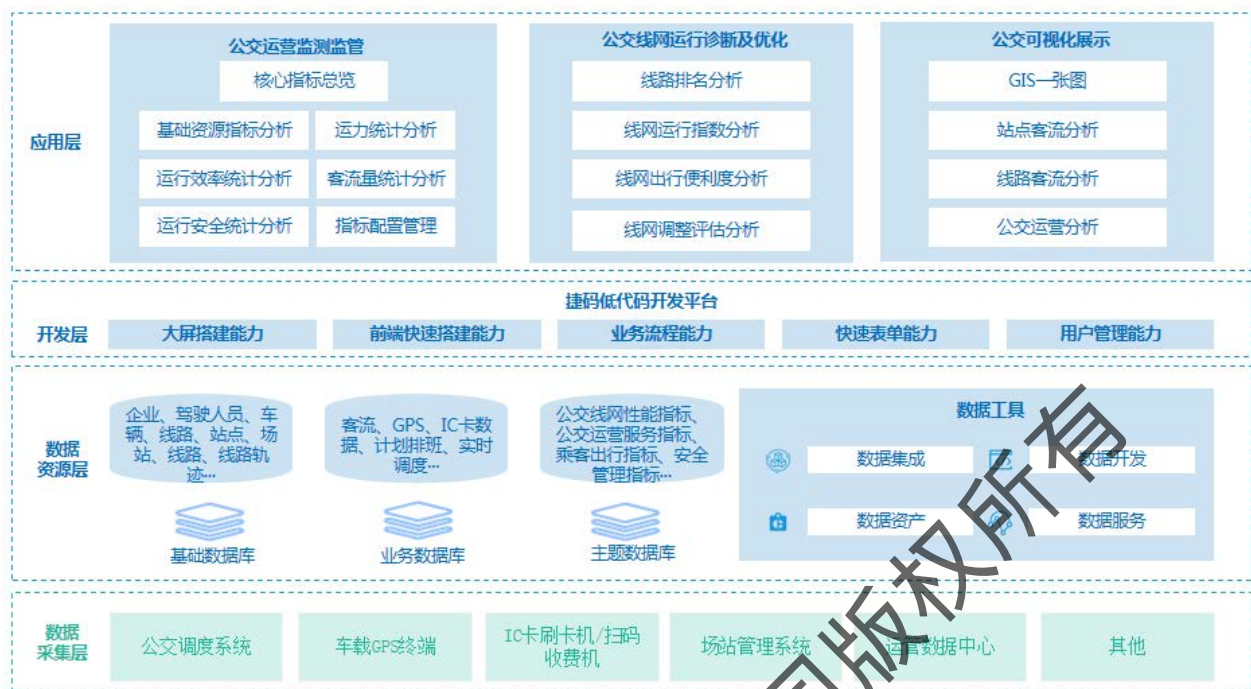 公交运营监测监管
公交线网运行诊断及优化
公交可视化展示
核心指标总览
线路排名分析
GIS一张图
应用层
基础资源指标分析
运力统计分析
线网运行指数分析
站点客流分析
运行效率统计分析
客流量统计分析
线网出行便利度分析
线路客流分析
运行安全统计分析
指标配置管理
线网调整评估分析
公交运营分析
捷码低代码开发平台
开发层
大屏搭建能力
前端快速搭建能力
业务流程能力
快速表单能力
用户管理能力
数据
资源层
企业、驾驶人员、车
辆、线路、站点、场
站、线路、线路轨
迹…
客流、GPS、IC卡数
据、计划排班、实时
调度…
公交线网性能指标、
公交运营服务指标、
乘客出行指标、安全
管理指标…
数据工具
数据集成
数据开发
数据资产
数据服务
基础数据库
业务数据库
主题数据库
数据
采集层
公交调度系统
车载GPS终端
IC卡刷卡机/扫码
收费机
场站管理系统
运管数据中心
其他
司版权所有